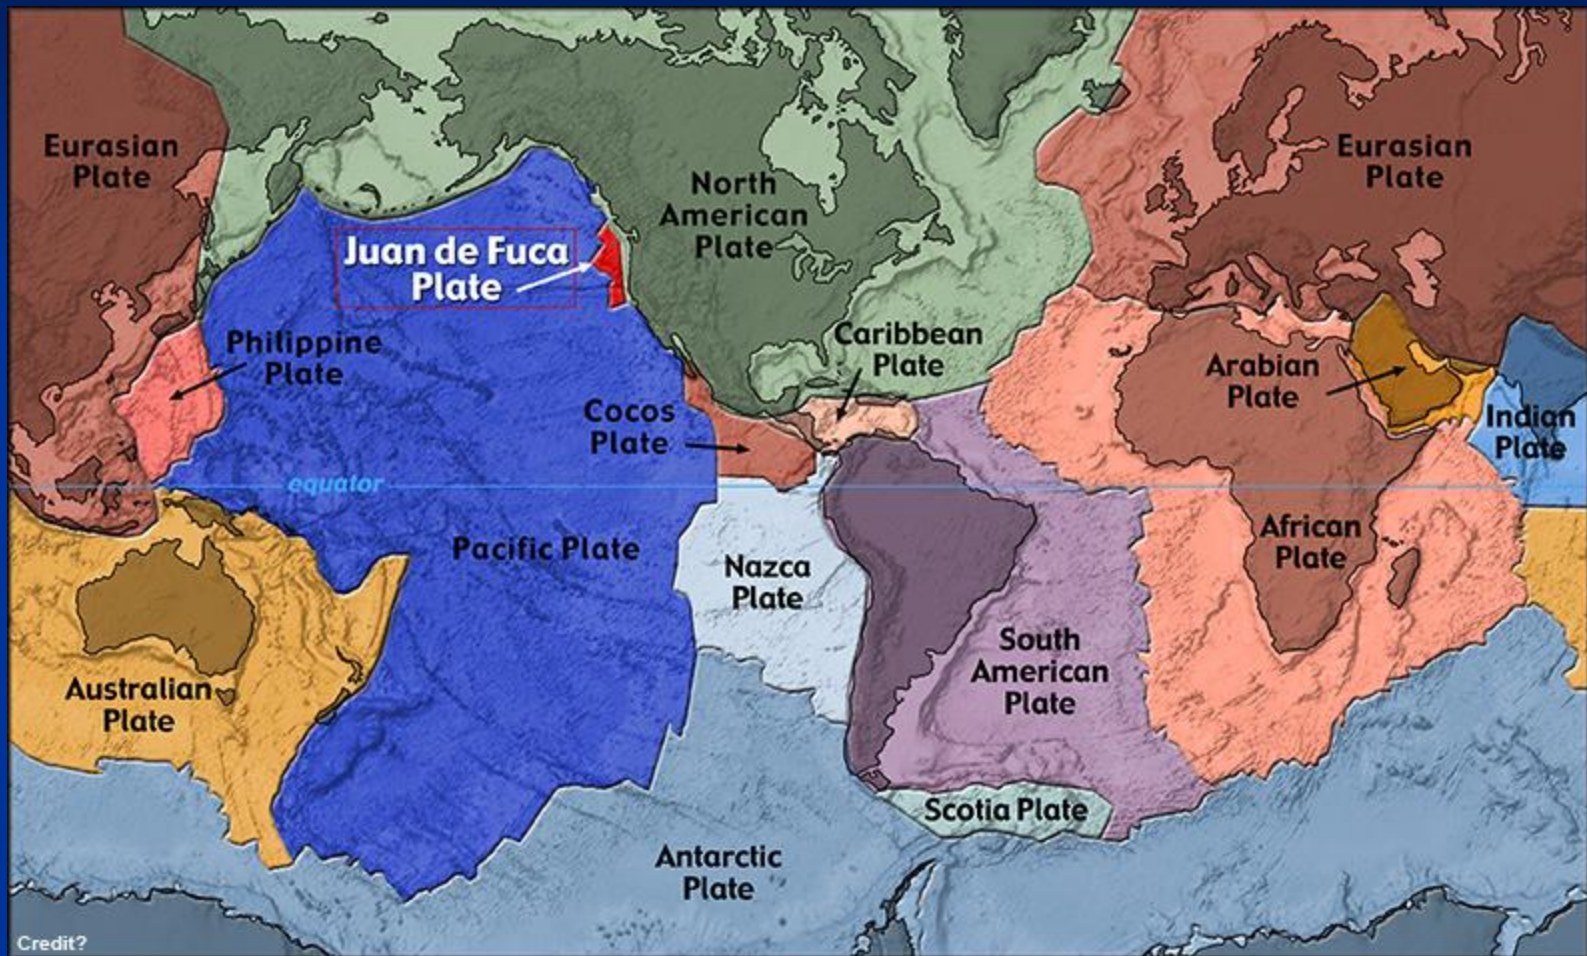 Eurasian
Plate
North
American
Plate
Eurasian
Plate
Juan de Fuca
Plate
Philippine
Plate
Caribbean
Plate
Arabian
Plate
Cocos
Plate
Indian
Plate
equator
Pacific Plate
Nazca
Plate
African
Plate
South
American
Plate
Australian
Plate
Scotia Plate
Antarctic
Plate
Credit?